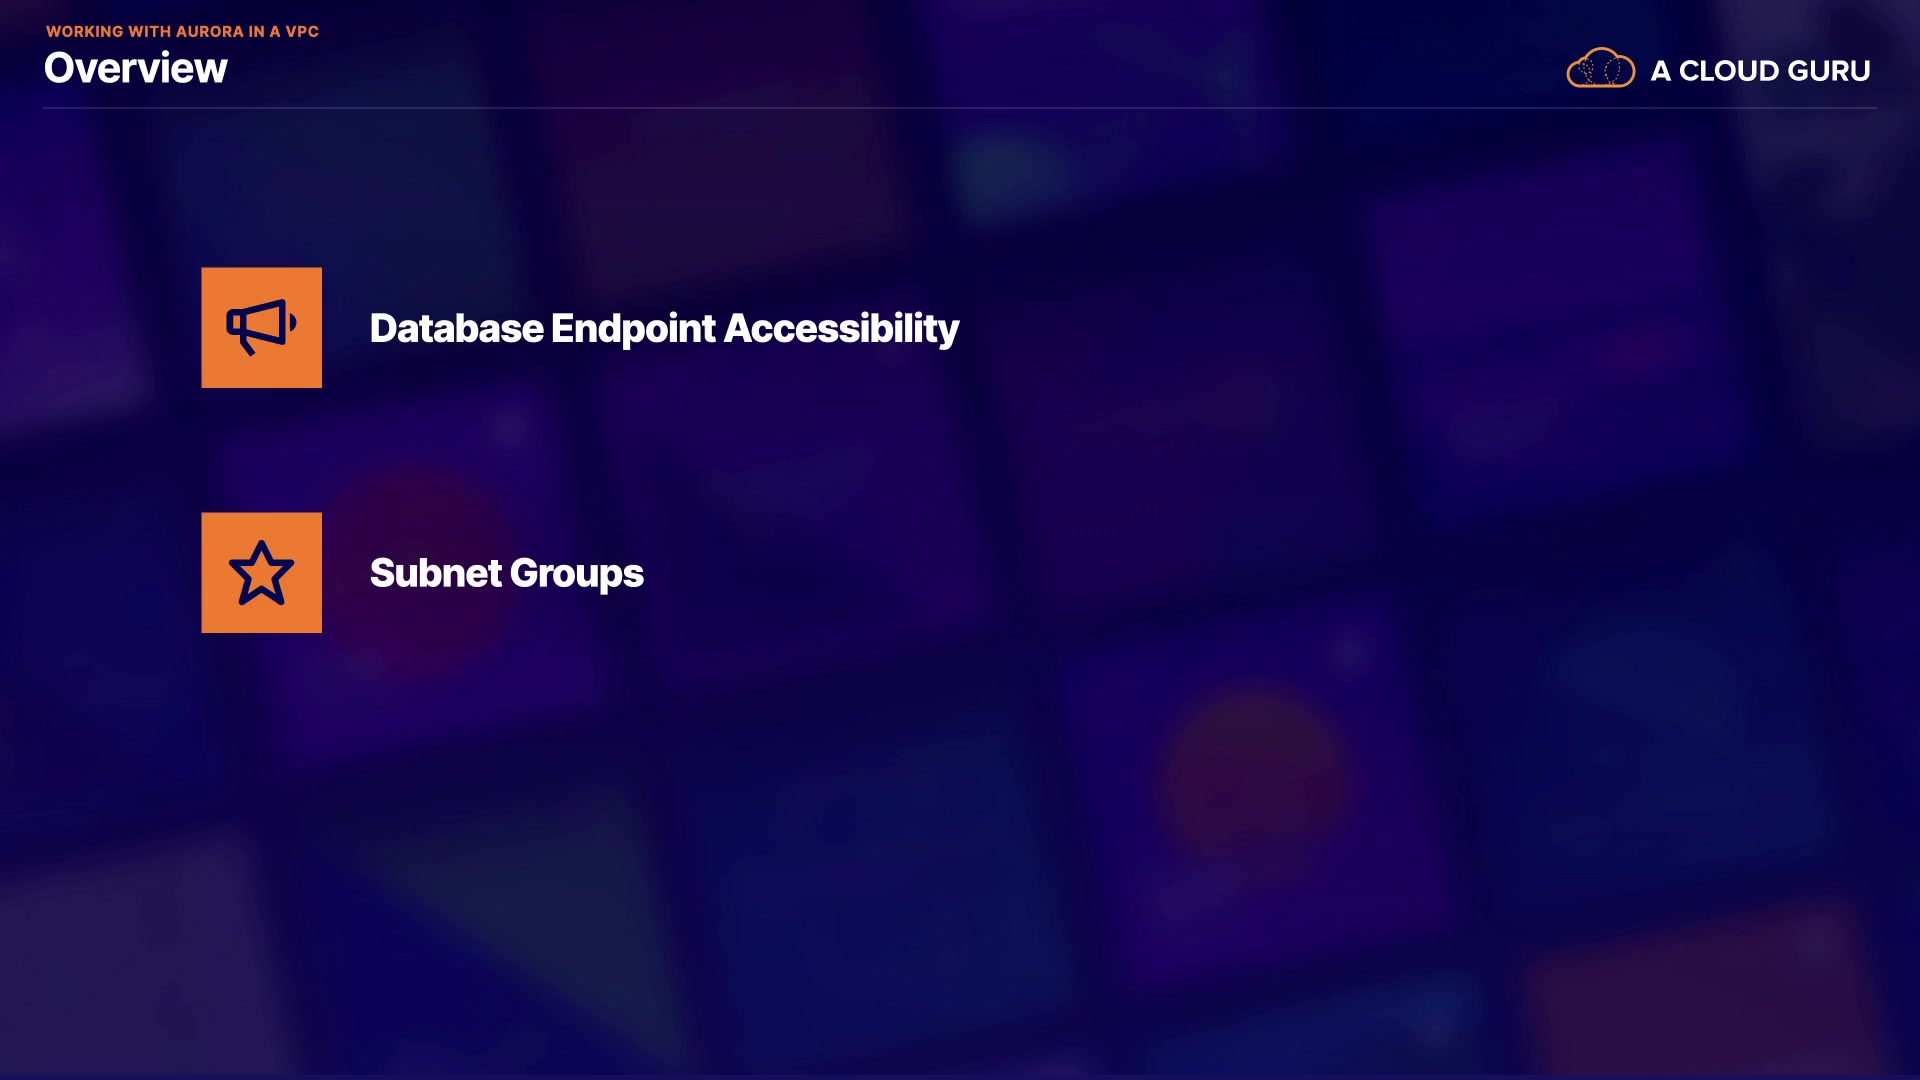 WORKING WITH AURORA IN A VPC
Overview
A CLOUD GURU
Database Endpoint Accessibility
Subnet Groups